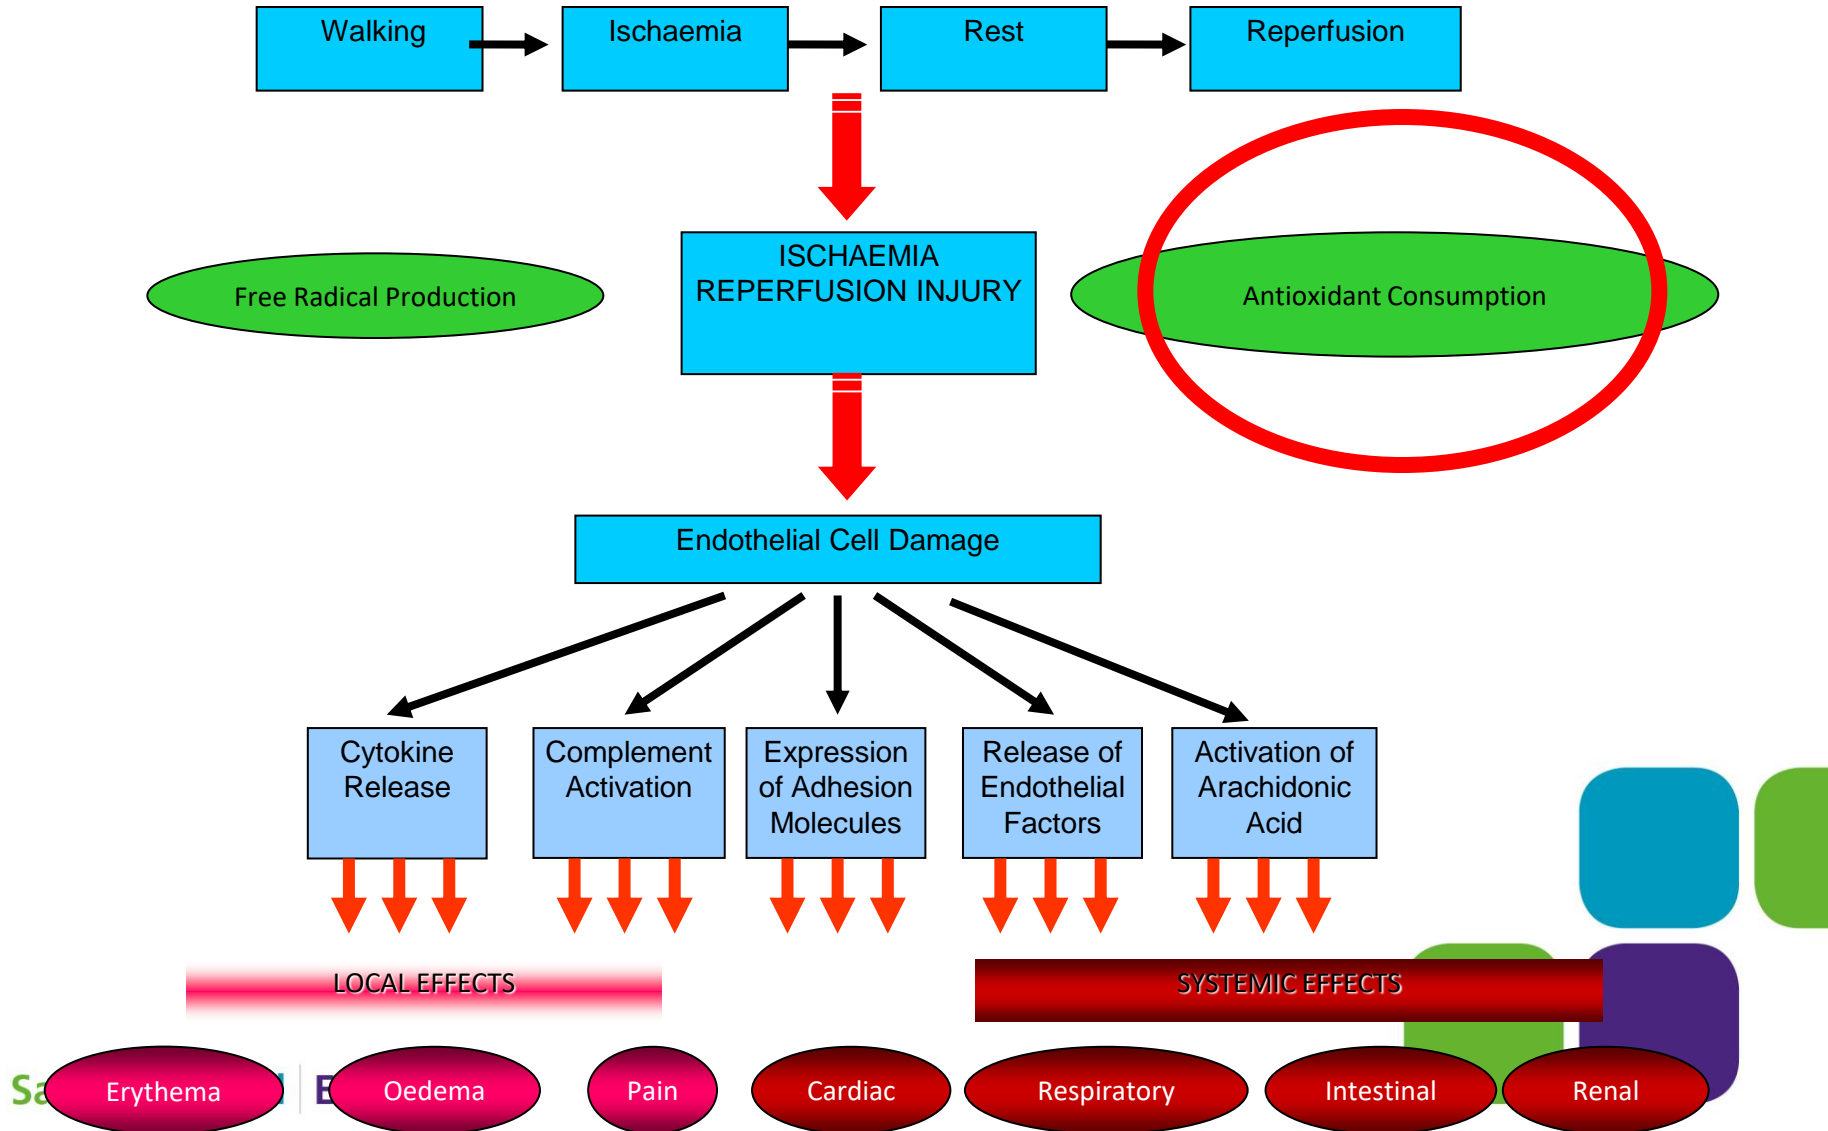 Walking
Ischaemia
Rest
Reperfusion
ISCHAEMIA
REPERFUSION INJURY
Free Radical Production
Antioxidant Consumption
Endothelial Cell Damage
Cytokine
Release
Complement
Activation
Expression
of Adhesion
Molecules
Release of
Endothelial
Factors
Activation of
Arachidonic
Acid
LOCAL EFFECTS
SYSTEMIC EFFECTS
Erythema
Oedema
Pain
Cardiac
Respiratory
Intestinal
Renal